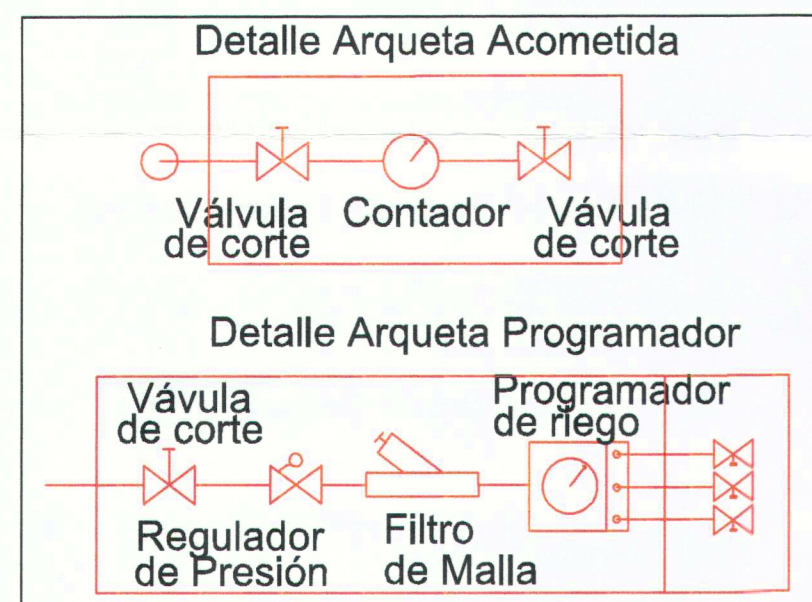 Detalle Arqueta Acometida
Válvula
de corte
Contador
Vávula
de corte
Detalle Arqueta Programador
Vávula
de corte
Programador
de riego
Regulador
de Presión
Filtro
de Malla